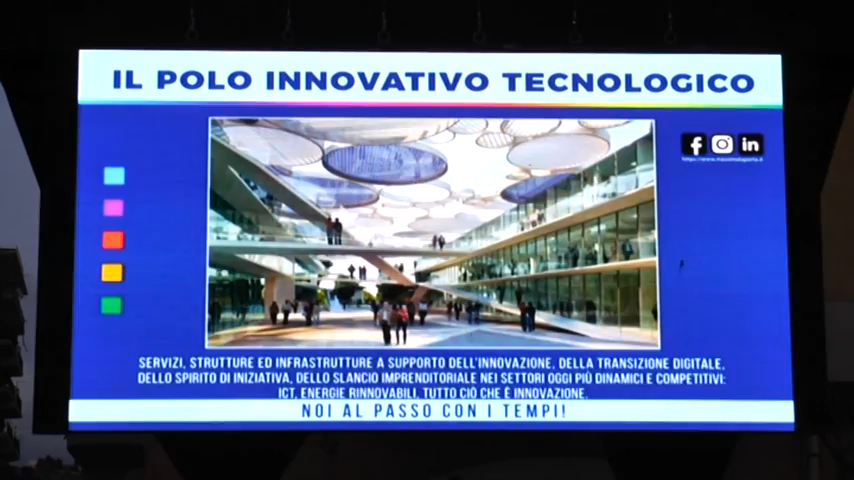 IL POLO INNOVATIVO TECNOLOGICO
f in
SERVIZI, STRUTTURE ED INFRASTRUTTURE A SUPPORTO DELL'INNOVAZIONE, DELLA TRANSIZIONE DIGITALE,
DELLO SPIRITO DI INIZIATIVA, DELLO SLANCIO IMPRENDITORIALE NEI SETTORI OGGI PIÙ DINAMICI E COMPETITIVI:
ICT, ENERGIE RINNOVABILI, TUTTO CIÒ CHE È INNOVAZIONE.
NOI AL PASSO CON I TEMPI!